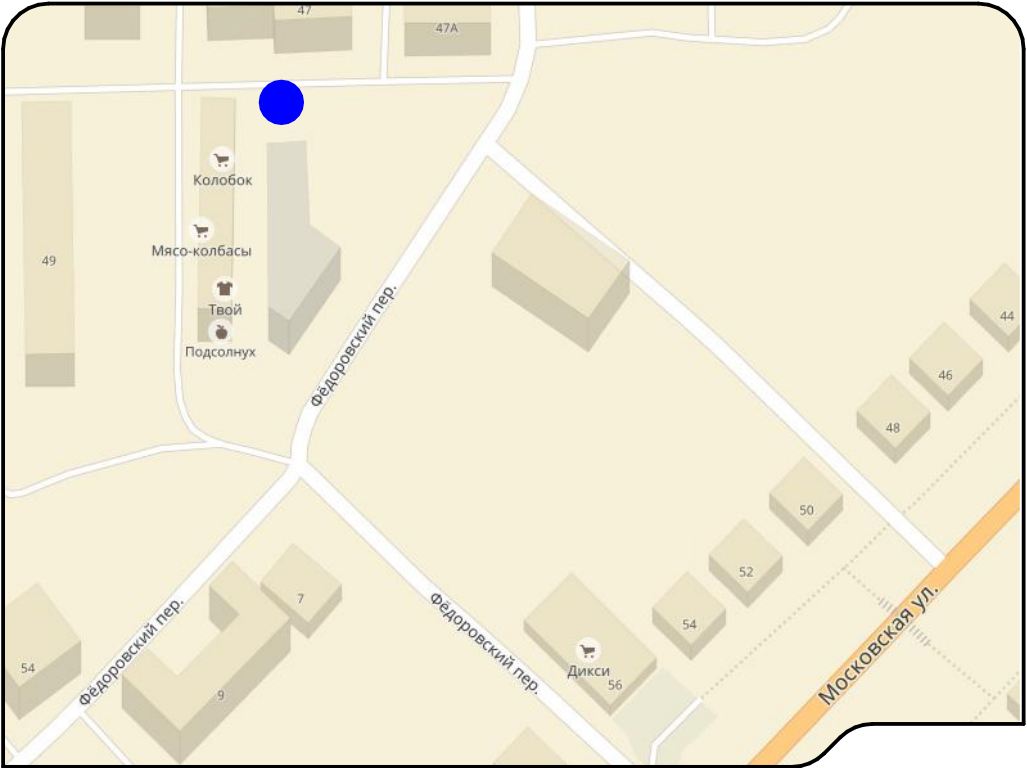 47
47А
Колобок
Мясо-колбасы
49
Твой
Подсолнух
Фёдоровский пер.
44
46
48
50
52
7
54
Фёдоровский пер.
Фёдоровский пер.
Московская ул.
Дикси
56
54
9